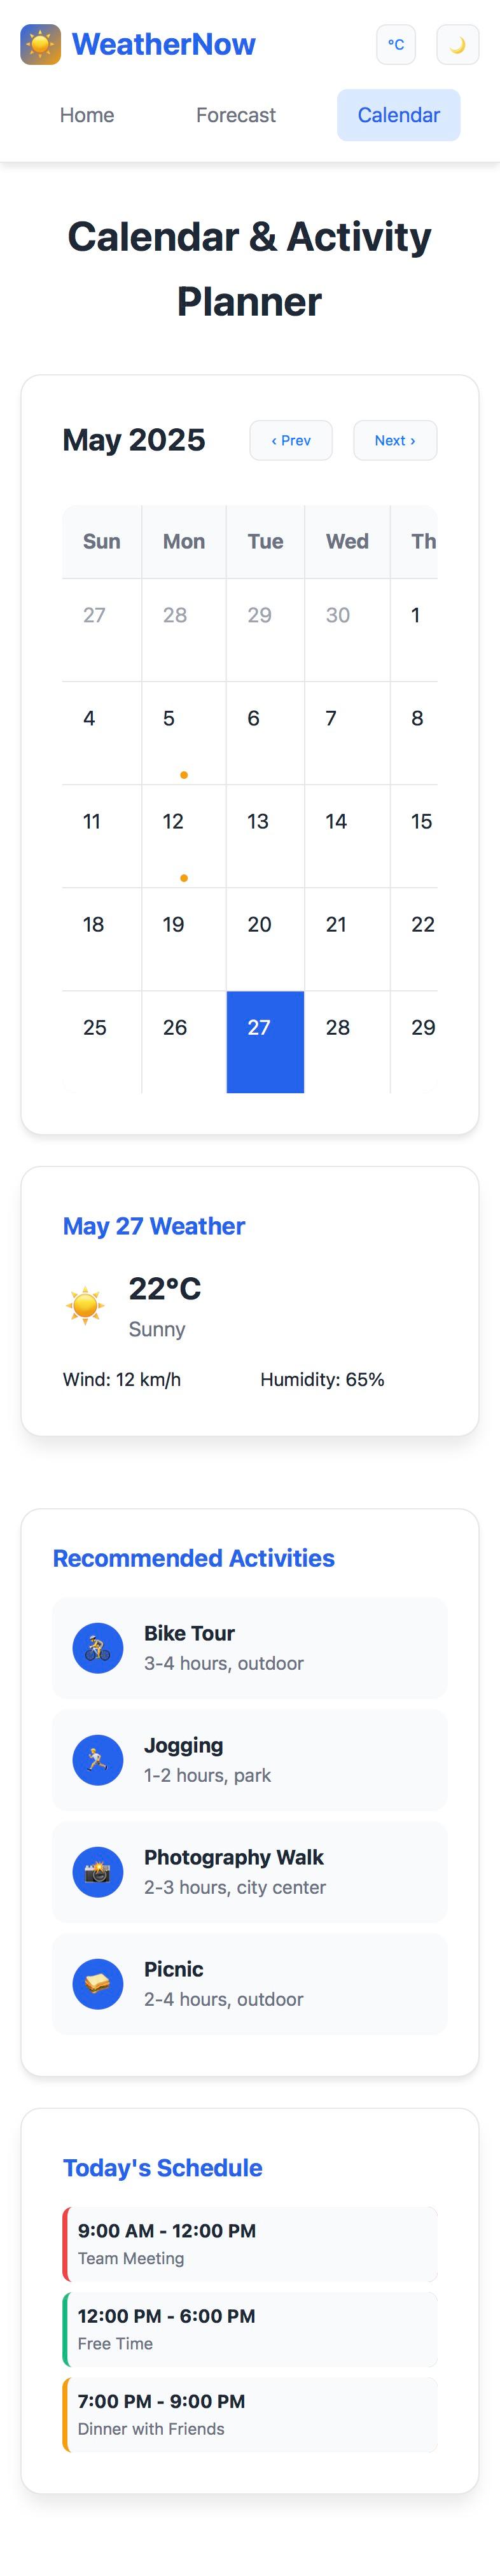 WeatherNow
°C
Home Forecast Calendar
Calendar & Activity
Planner
May 2025 ‹ Prev Next ›
Sun Mon Tue Wed Th
27 28 29 30 1
4 5 6 7 8
11 12 13 14 15
18 19 20 21 22
25 26 27 28 29
May 27 Weather
22°C
Sunny
Wind: 12 km/h Humidity: 65%
Recommended Activities
Bike Tour
3-4 hours, outdoor
Jogging
1-2 hours, park
Photography Walk
2-3 hours, city center
Picnic
2-4 hours, outdoor
Today's Schedule
9:00 AM - 12:00 PM
Team Meeting
12:00 PM - 6:00 PM
Free Time
7:00 PM - 9:00 PM
Dinner with Friends